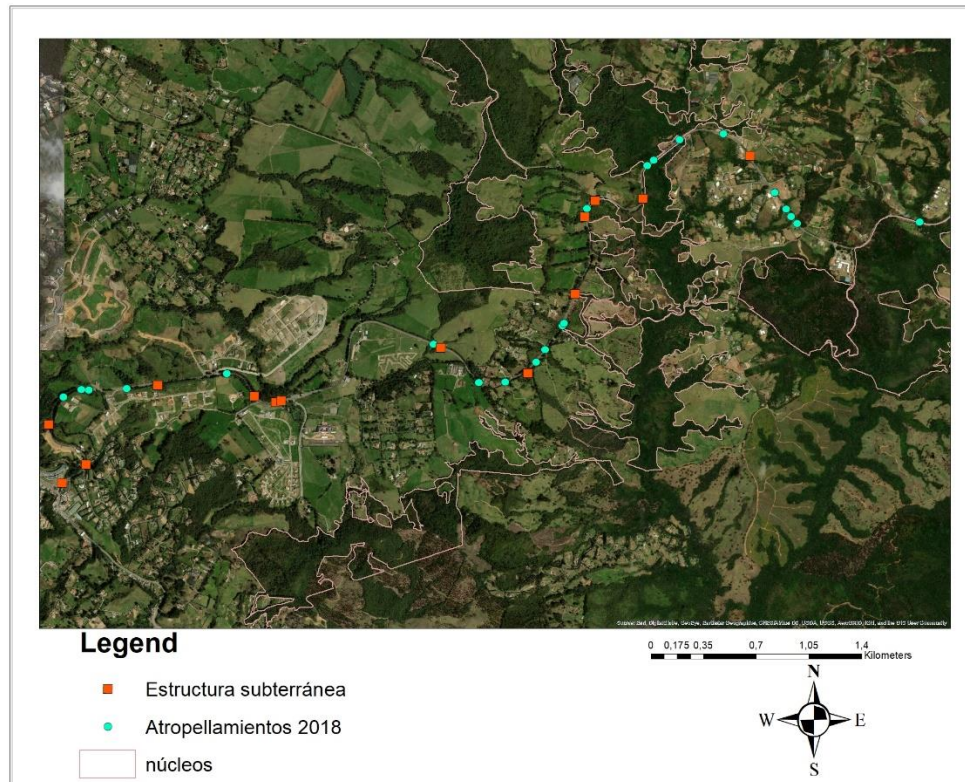 Legend
Estructura subterránea
Atropellamientos 2018
núcleos
0 0,175 0,35 0,7 1,05 1,4
Kilometers
N
W E
S